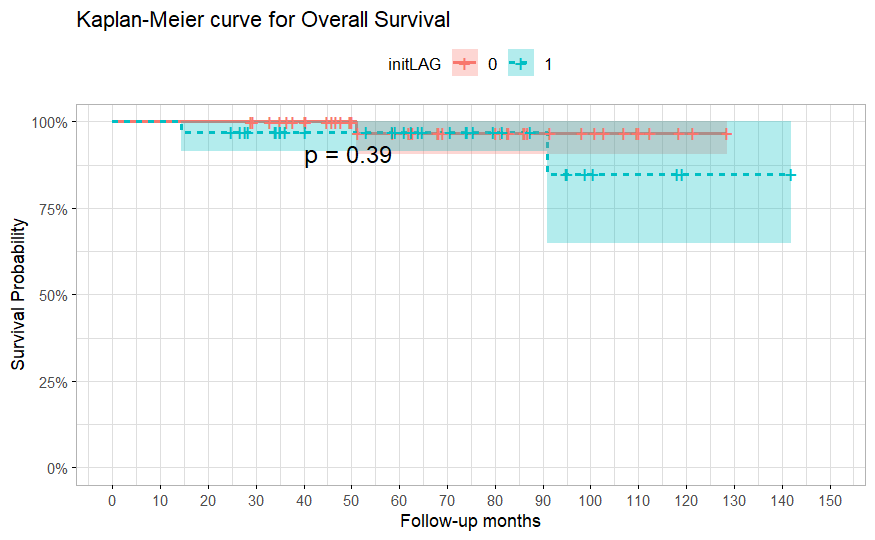 Kaplan-Meier curve for Overall Survival
initLAG 0 1
100%
75%
50%
25%
0%
p = 0.39
Survival Probability
0 10 20 30 40 50 60 70 80 90 100 110 120 130 140 150
Follow-up months